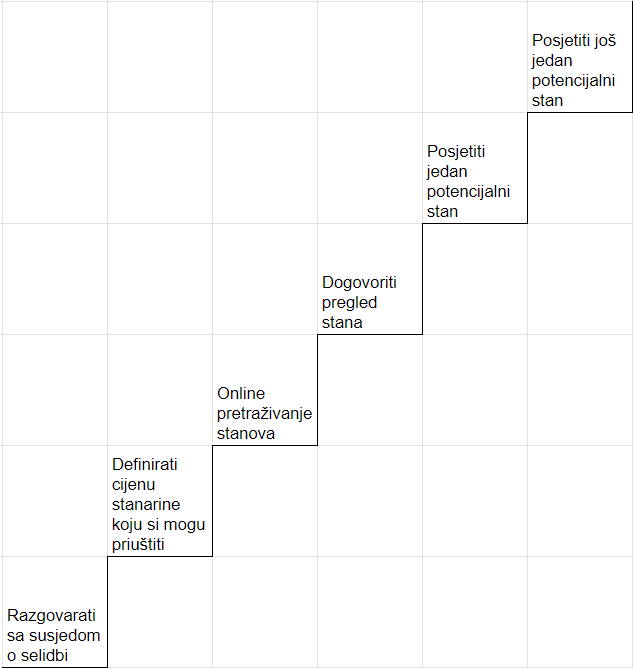 Posjetiti još
jedan
potencijalni
stan
Posjetiti
jedan
potencijalni
stan
Dogovoriti
pregled
stana
Online
pretraživanje
stanova
Definirati
cijenu
stanarine
koju si mogu
priuštiti
Razgovarati
sa susjedom
o selidbi